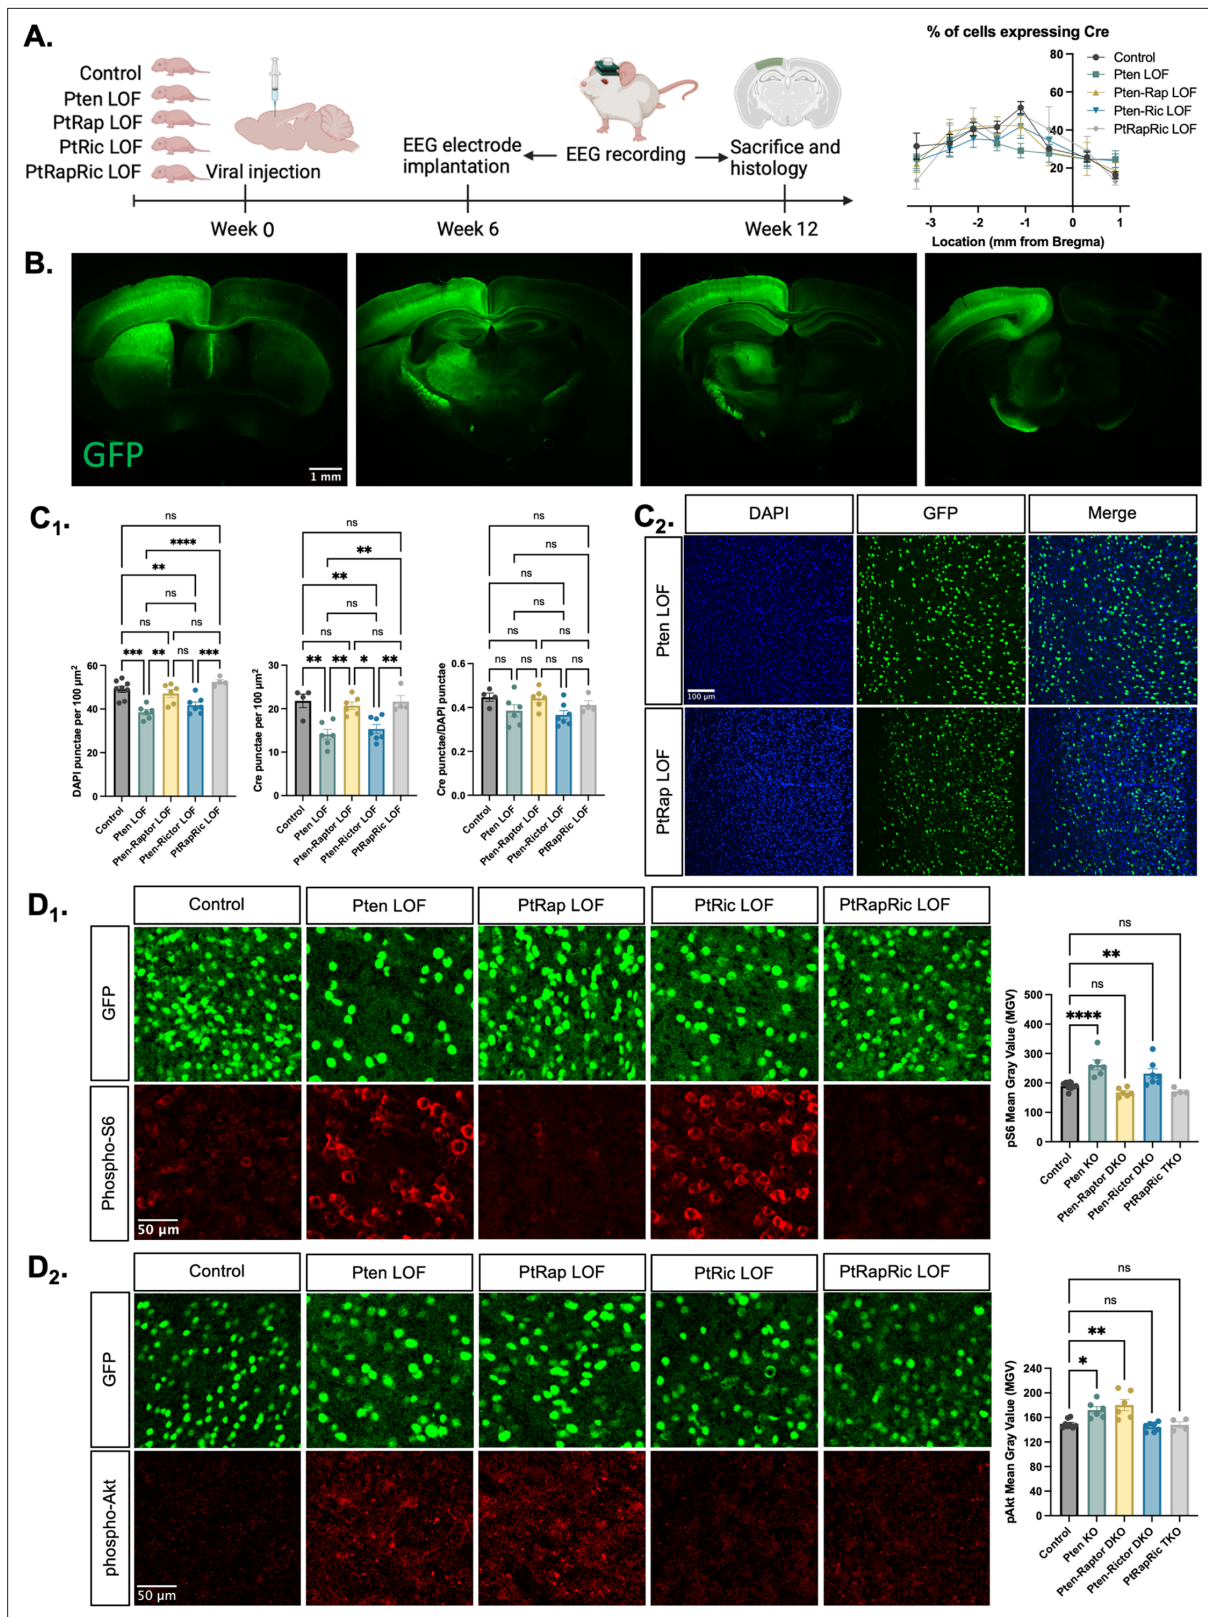 A.
Control
Pten LOF
PtRap LOF
PtRic LOF
PtRapRic LOF
Viral injection
EEG electrode
implantation
EEG recording
Sacrifice and
histology
Week 0
Week 6
Week 12
% of cells expressing Cre
Control
Pten LOF
Pten-Rap LOF
Pten-Ric LOF
PtRapRic LOF
80
60
40
20
-3
-2
-1
0
1
Location (mm from Bregma)
B.
GFP
1 mm
C1.
ns
****
**
ns
ns
ns
***
**
ns
***
DAPI punctae per 100 µm²
60
40
20
0
Control
Pten LOF
Pten-Raptor LOF
Pten-Rictor LOF
PtRapRic LOF
ns
**
**
ns
ns
ns
**
**
*
**
Cre punctae per 100 µm²
30
20
10
0
Control
Pten LOF
Pten-Raptor LOF
Pten-Rictor LOF
PtRapRic LOF
ns
ns
ns
ns
ns
ns
ns
ns
ns
ns
Cre punctae/DAPI punctae
0.6
0.4
0.2
0.0
Control
Pten LOF
Pten-Raptor LOF
Pten-Rictor LOF
PtRapRic LOF
C2.
DAPI
GFP
Merge
Pten LOF
100 µm
PtRap LOF
D1.
Control
Pten LOF
PtRap LOF
PtRic LOF
PtRapRic LOF
GFP
Phospho-S6
50 µm
ns
**
ns
****
pS6 Mean Gray Value (MGV)
500
400
300
200
100
0
Control
Pten KO
Pten-Raptor DKO
Pten-Rictor DKO
PtRapRic TKO
D2.
Control
Pten LOF
PtRap LOF
PtRic LOF
PtRapRic LOF
GFP
phospho-Akt
50 µm
ns
ns
**
*
pAkt Mean Gray Value (MGV)
240
200
160
120
80
40
0
Control
Pten KO
Pten-Raptor DKO
Pten-Rictor DKO
PtRapRic TKO